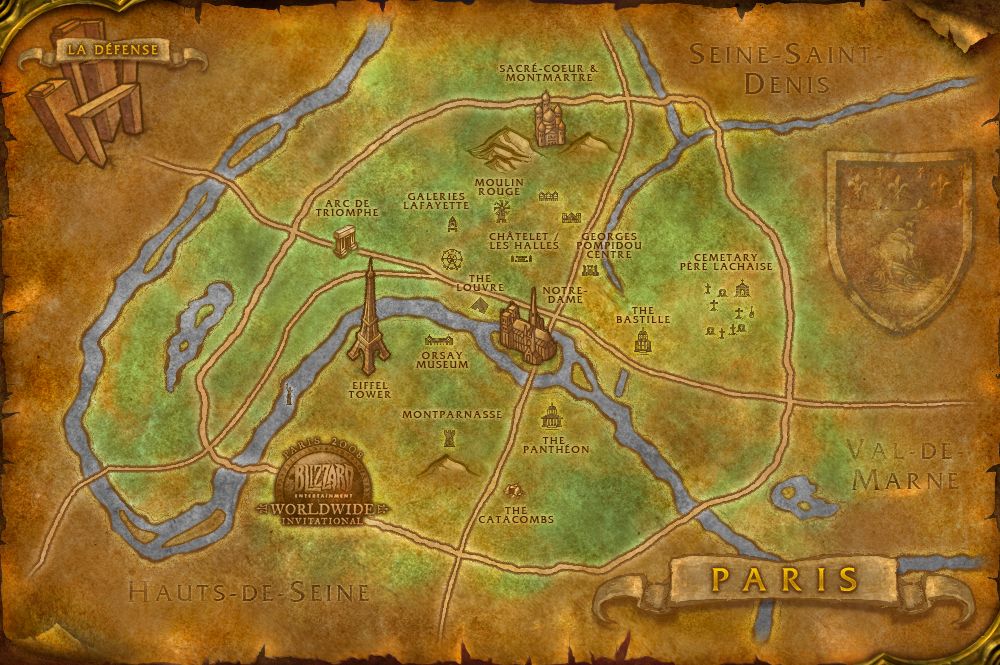 LA DÉFENSE
SEINE-SAINT-
DENIS
SACRÉ-COEUR &
MONTMARTRE
MOULIN
ROUGE
GALERIES
LAFAYETTE
ARC DE
TRIOMPHE
CHÂTELET /
LES HALLES
GEORGES
POMPIDOU
CENTRE
CEMETARY
PÈRE LACHAISE
THE
LOUVRE
NOTRE-
DAME
THE
BASTILLE
ORSAY
MUSEUM
EIFFEL
TOWER
MONTPARNASSE
THE
PANTHÉON
VAL-DE-
MARNE
PARIS 2008
BLIZZARD
ENTERTAINMENT
WORLDWIDE
INVITATIONAL
THE
CATACOMBS
HAUTS-DE-SEINE
PARIS